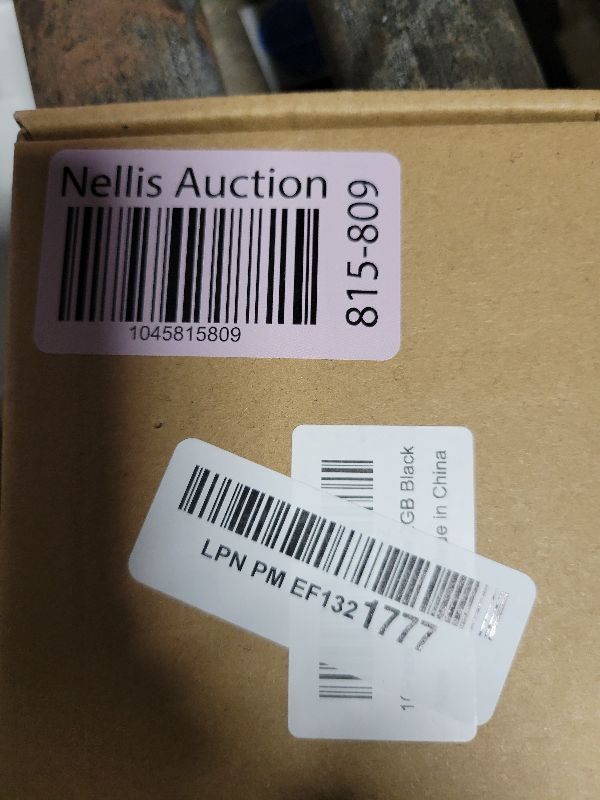 Nellis Auction
815-809
1045815809
GB Black
in China
LPN PM EF1321777